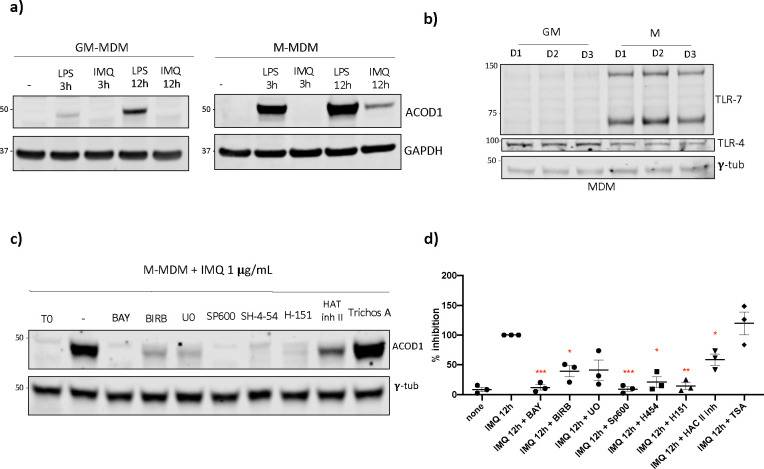 a)
GM-MDM
M-MDM
- LPS 3h IMQ 3h LPS 12h IMQ 12h
- LPS 3h IMQ 3h LPS 12h IMQ 12h
50
50
ACOD1
37
37
GAPDH
b)
GM M
D1 D2 D3 D1 D2 D3
150
TLR-7
75
100
TLR-4
50
γ-tub
MDM
c)
M-MDM + IMQ 1 µg/mL
T0 - BAY BIRB U0 SP600 SH-4-54 H-151 HAT inh II Trichos A
50
ACOD1
50
γ-tub
d)
% inhibition
200
150
100
50
0
*** * *** * ** *
none
IMQ 12h
IMQ 12h + BAY
IMQ 12h + BIRB
IMQ 12h + UO
IMQ 12h + Sp600
IMQ 12h + H454
IMQ 12h + H151
IMQ 12h + HAC II Inh
IMQ 12h + TSA